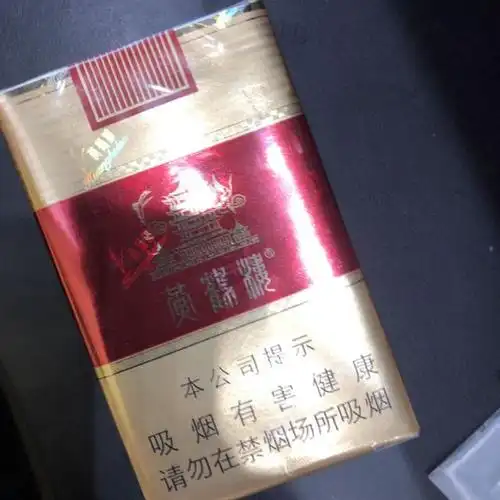 黄鹤楼®
本公司提示
吸烟有害健康
请勿在禁烟场所吸烟